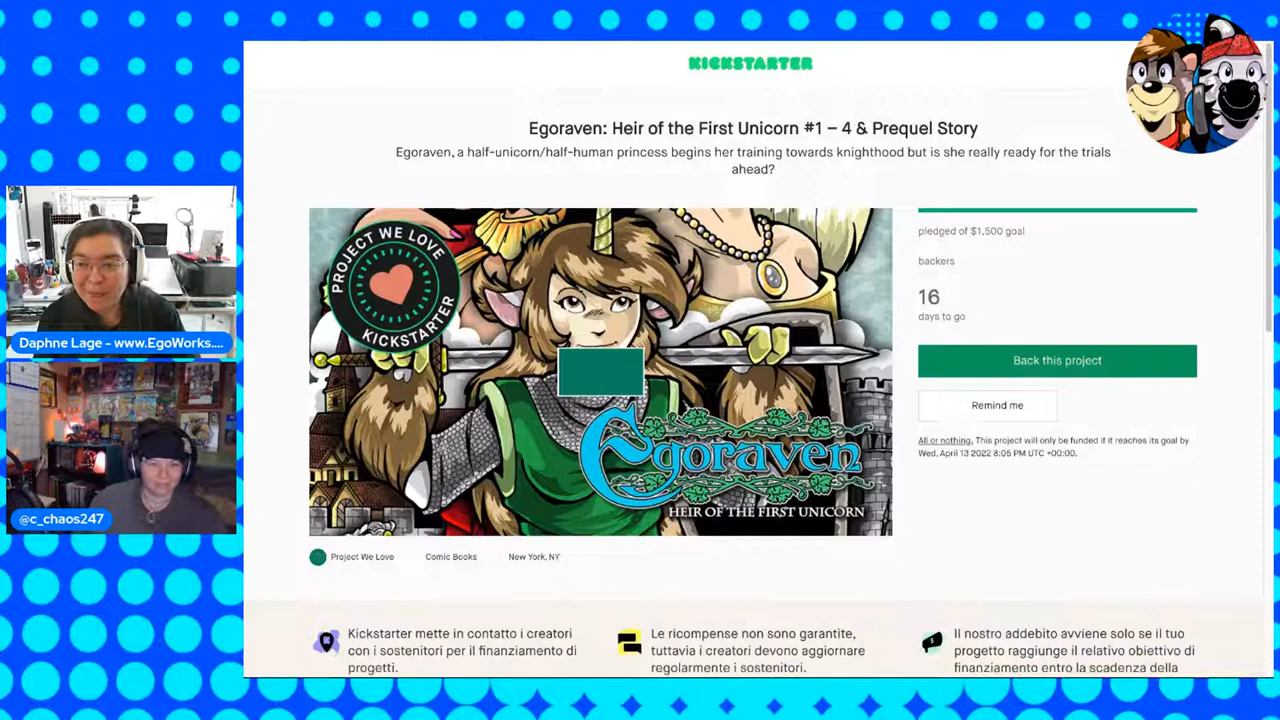 KICKSTARTER
Egoraven: Heir of the First Unicorn #1 – 4 & Prequel Story
Egoraven, a half-unicorn/half-human princess begins her training towards knighthood but is she really ready for the trials
ahead?
PROJECT WE LOVE
KICKSTARTER
Egoraven
HEIR OF THE FIRST UNICORN
pledged of $1,500 goal
backers
16
days to go
Back this project
Remind me
All or nothing. This project will only be funded if it reaches its goal by
Wed, April 13 2022 8:05 PM UTC +00:00.
Project We Love
Comic Books
New York, NY
Kickstarter mette in contatto i creatori
con i sostenitori per il finanziamento di
progetti.
Le ricompense non sono garantite,
tuttavia i creatori devono aggiornare
regolarmente i sostenitori.
Il nostro addebito avviene solo se il tuo
progetto raggiunge il relativo obiettivo di
finanziamento entro la scadenza della
Daphne Lage - www.EgoWorks....
@c_chaos247